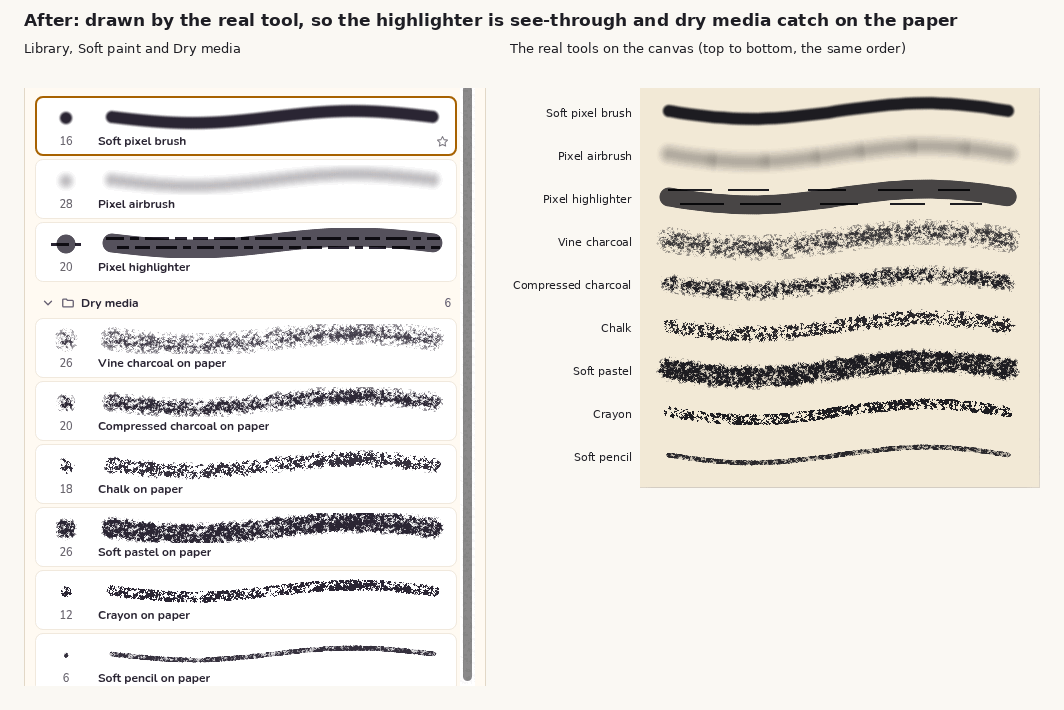 After: drawn by the real tool, so the highlighter is see-through and dry media catch on the paper
Library, Soft paint and Dry media
16 Soft pixel brush
28 Pixel airbrush
20 Pixel highlighter
Dry media 6
26 Vine charcoal on paper
20 Compressed charcoal on paper
18 Chalk on paper
26 Soft pastel on paper
12 Crayon on paper
6 Soft pencil on paper
The real tools on the canvas (top to bottom, the same order)
Soft pixel brush
Pixel airbrush
Pixel highlighter
Vine charcoal
Compressed charcoal
Chalk
Soft pastel
Crayon
Soft pencil